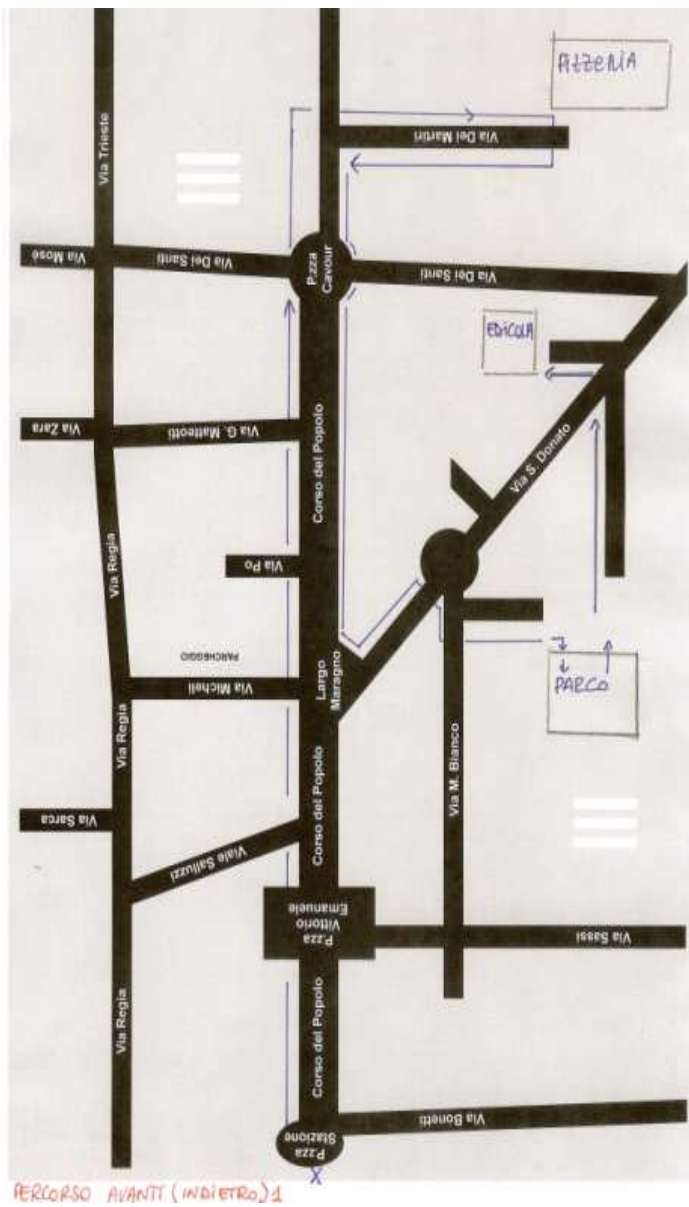 PIZZERIA
Via Trieste
Via Dei Martiri
Via Mosè
Via Dei Santi
P.zza
Cavour
Via Dei Santi
EDICOLA
Via Zara
Via G. Matteotti
Corso del Popolo
Via S. Donato
Via Regia
Via Po
PARCHEGGIO
Via Micheli
Largo
Maragno
PARCO
Via Regia
Corso del Popolo
Via M. Bianco
Via Sarca
Viale Salluzzi
P.zza
Vittorio
Emanuele
Via Sassi
Via Regia
Corso del Popolo
Via Bonetti
P.zza
Stazione
X
PERCORSO AVANTI (INDIETRO) 1